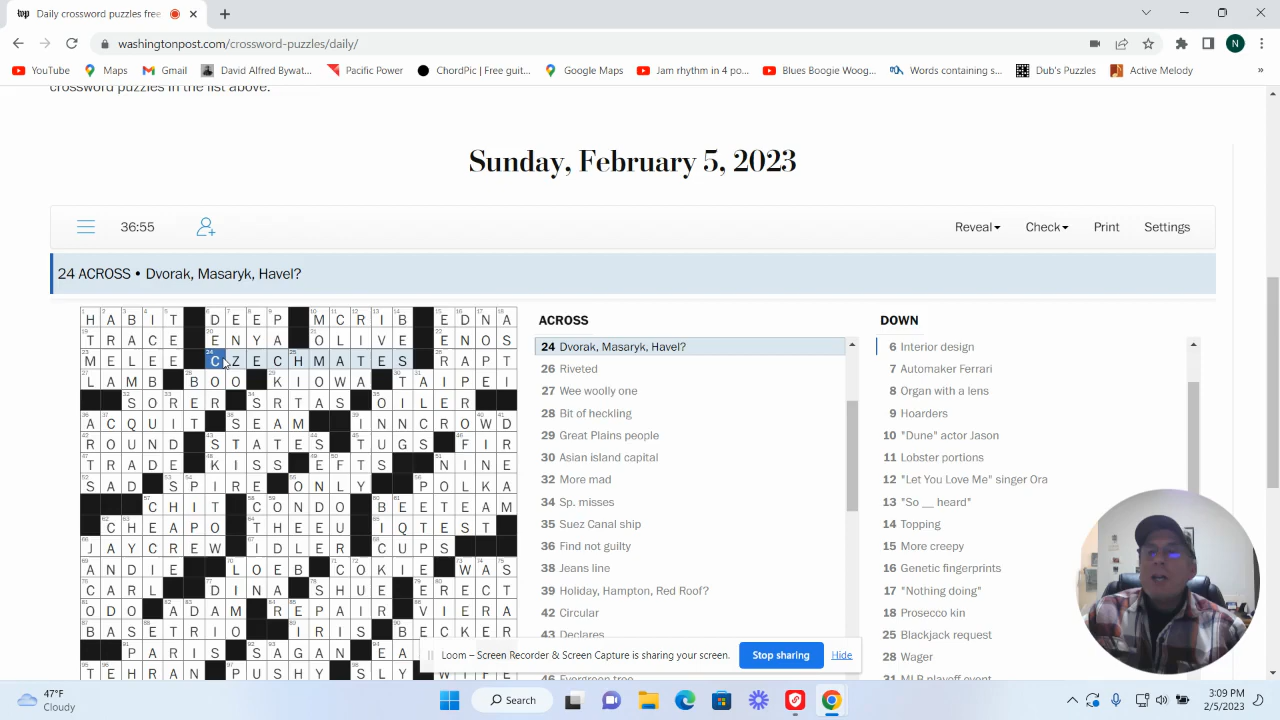 Daily crossword puzzles free
washingtonpost.com/crossword-puzzles/daily/
N
YouTube Maps Gmail David Alfred Bywat... Pacific Power ChordPic | Free guit... Google Maps Jam rhythm in 4 po... Blues Boogie Woog... Words containing s... Dub's Puzzles Active Melody »
crossword puzzles in the list above.
Sunday, February 5, 2023
36:55 Reveal Check Print Settings
24 ACROSS • Dvorak, Masaryk, Havel?
H A B I T D E E P M C R I B E D N A
T R A C E E N Y A O L I V E E N O S
M E L E E C Z E C H M A T E S R A P T
L A M B B O O K I O W A T A I P E I
S O R E R S R T A S O I L E R
A C Q U I T S E A M I N N C R O W D
R O U N D S T A T E S T U G S F I R
T R A D E K I S S E F T S N I N E
S A D S P I R E O N L Y P O L K A
C H I T C O N D O B E E T E A M
C H E A P O T H E E U I Q T E S T
J A Y C R E W I D L E R C U P S
A N D I E L O E B C O K I E W A S
C A R L D I N A S H U E E R E C T
O D O A D A M R E P A I R V I E R A
B A S E T R I O I R I S B E C K E R
P A R I S S A G A N E A
T E H R A N P U S H Y S L Y W I F E
ACROSS
24 Dvorak, Masaryk, Havel?
26 Riveted
27 Wee woolly one
28 Bit of heckling
29 Great Plains people
30 Asian island capital
32 More mad
34 Sp. misses
35 Suez Canal ship
36 Find not guilty
38 Jeans line
39 Holiday, Hampton, Red Roof?
42 Circular
43 Declares
46 Evergreen tree
DOWN
6 Interior design
7 Automaker Ferrari
8 Organ with a lens
9 Hoarders
10 "Dune" actor Jason
11 Lobster portions
12 "Let You Love Me" singer Ora
13 "So __ heard"
14 Topping
15 More creepy
16 Genetic fingerprints
17 "Nothing doing"
18 Prosecco kin
25 Blackjack request
28 Wager
31 MLB playoff event
Loom – Screen Recorder & Screen Capture is sharing your screen. Stop sharing Hide
47°F
Cloudy
Search
3:09 PM
2/5/2023